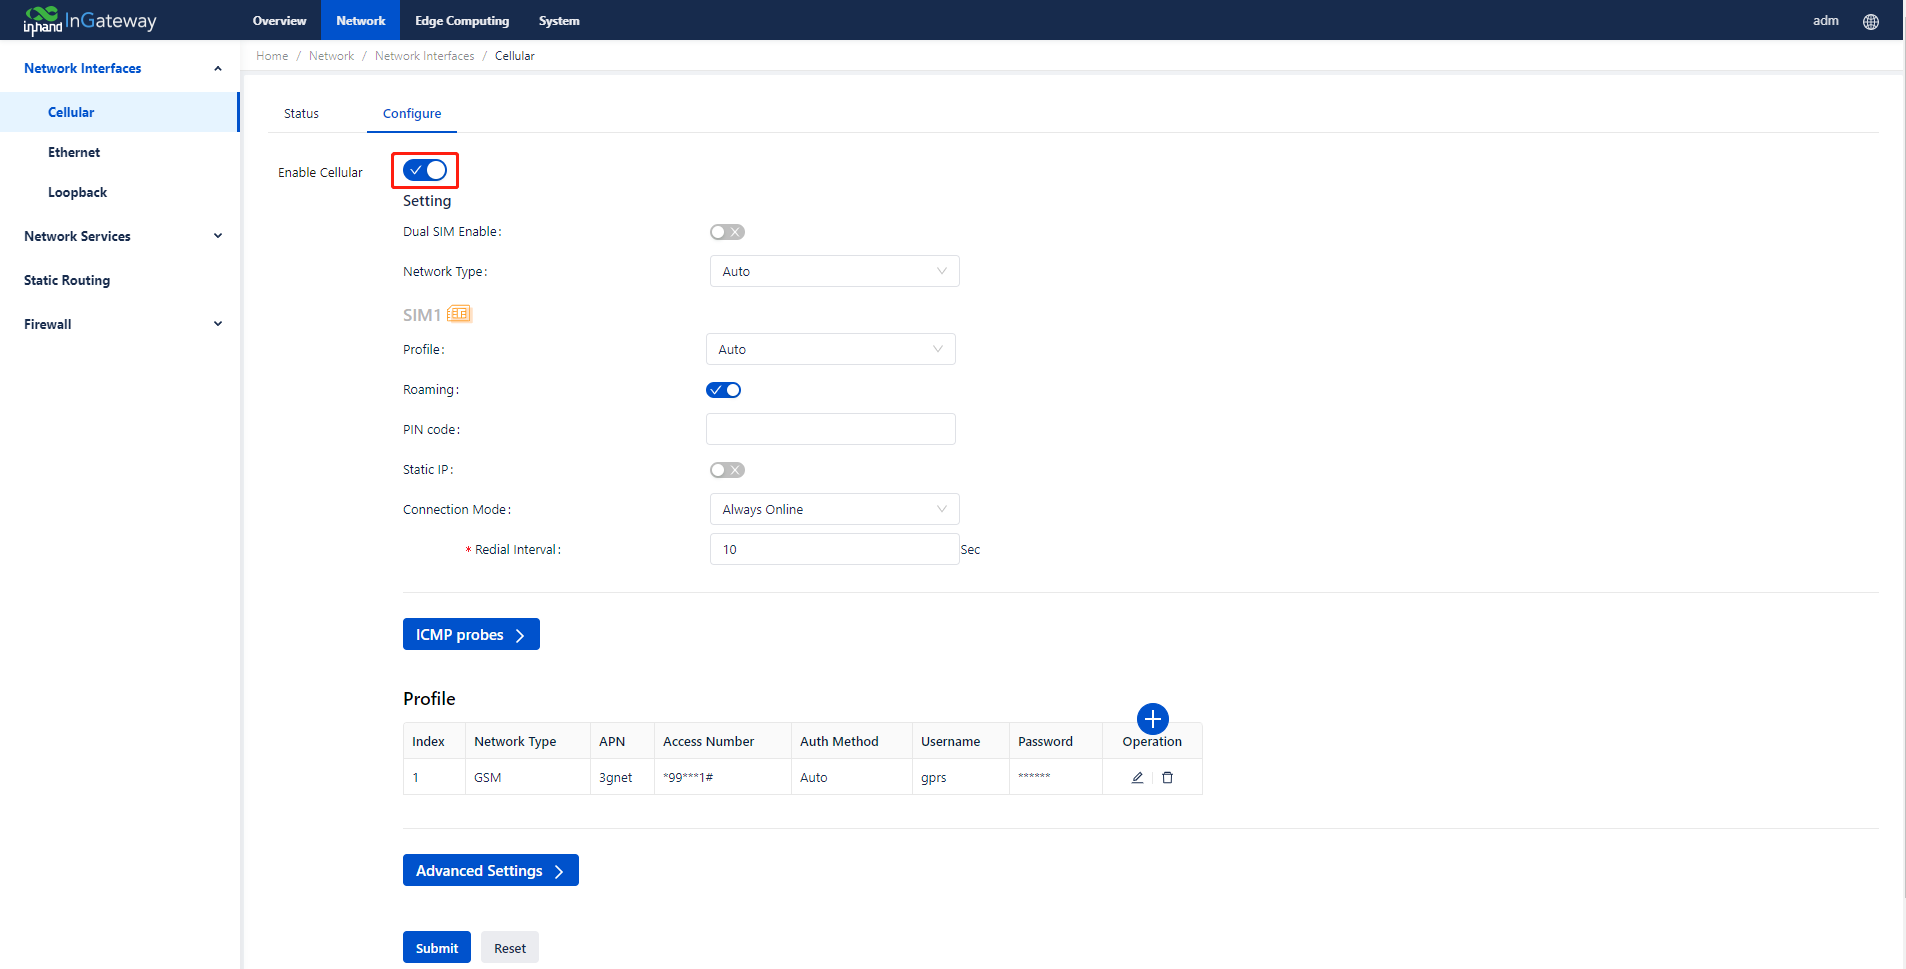 inhand InGateway Overview Network Edge Computing System adm
Home / Network / Network Interfaces / Cellular
Network Interfaces
Cellular
Ethernet
Loopback
Network Services
Static Routing
Firewall
Status Configure
Enable Cellular
Setting
Dual SIM Enable:
Network Type: Auto
SIM1
Profile: Auto
Roaming:
PIN code:
Static IP:
Connection Mode: Always Online
* Redial Interval: 10 Sec
ICMP probes
Profile
Index Network Type APN Access Number Auth Method Username Password Operation
1 GSM 3gnet *99***1# Auto gprs ******
Advanced Settings
Submit Reset